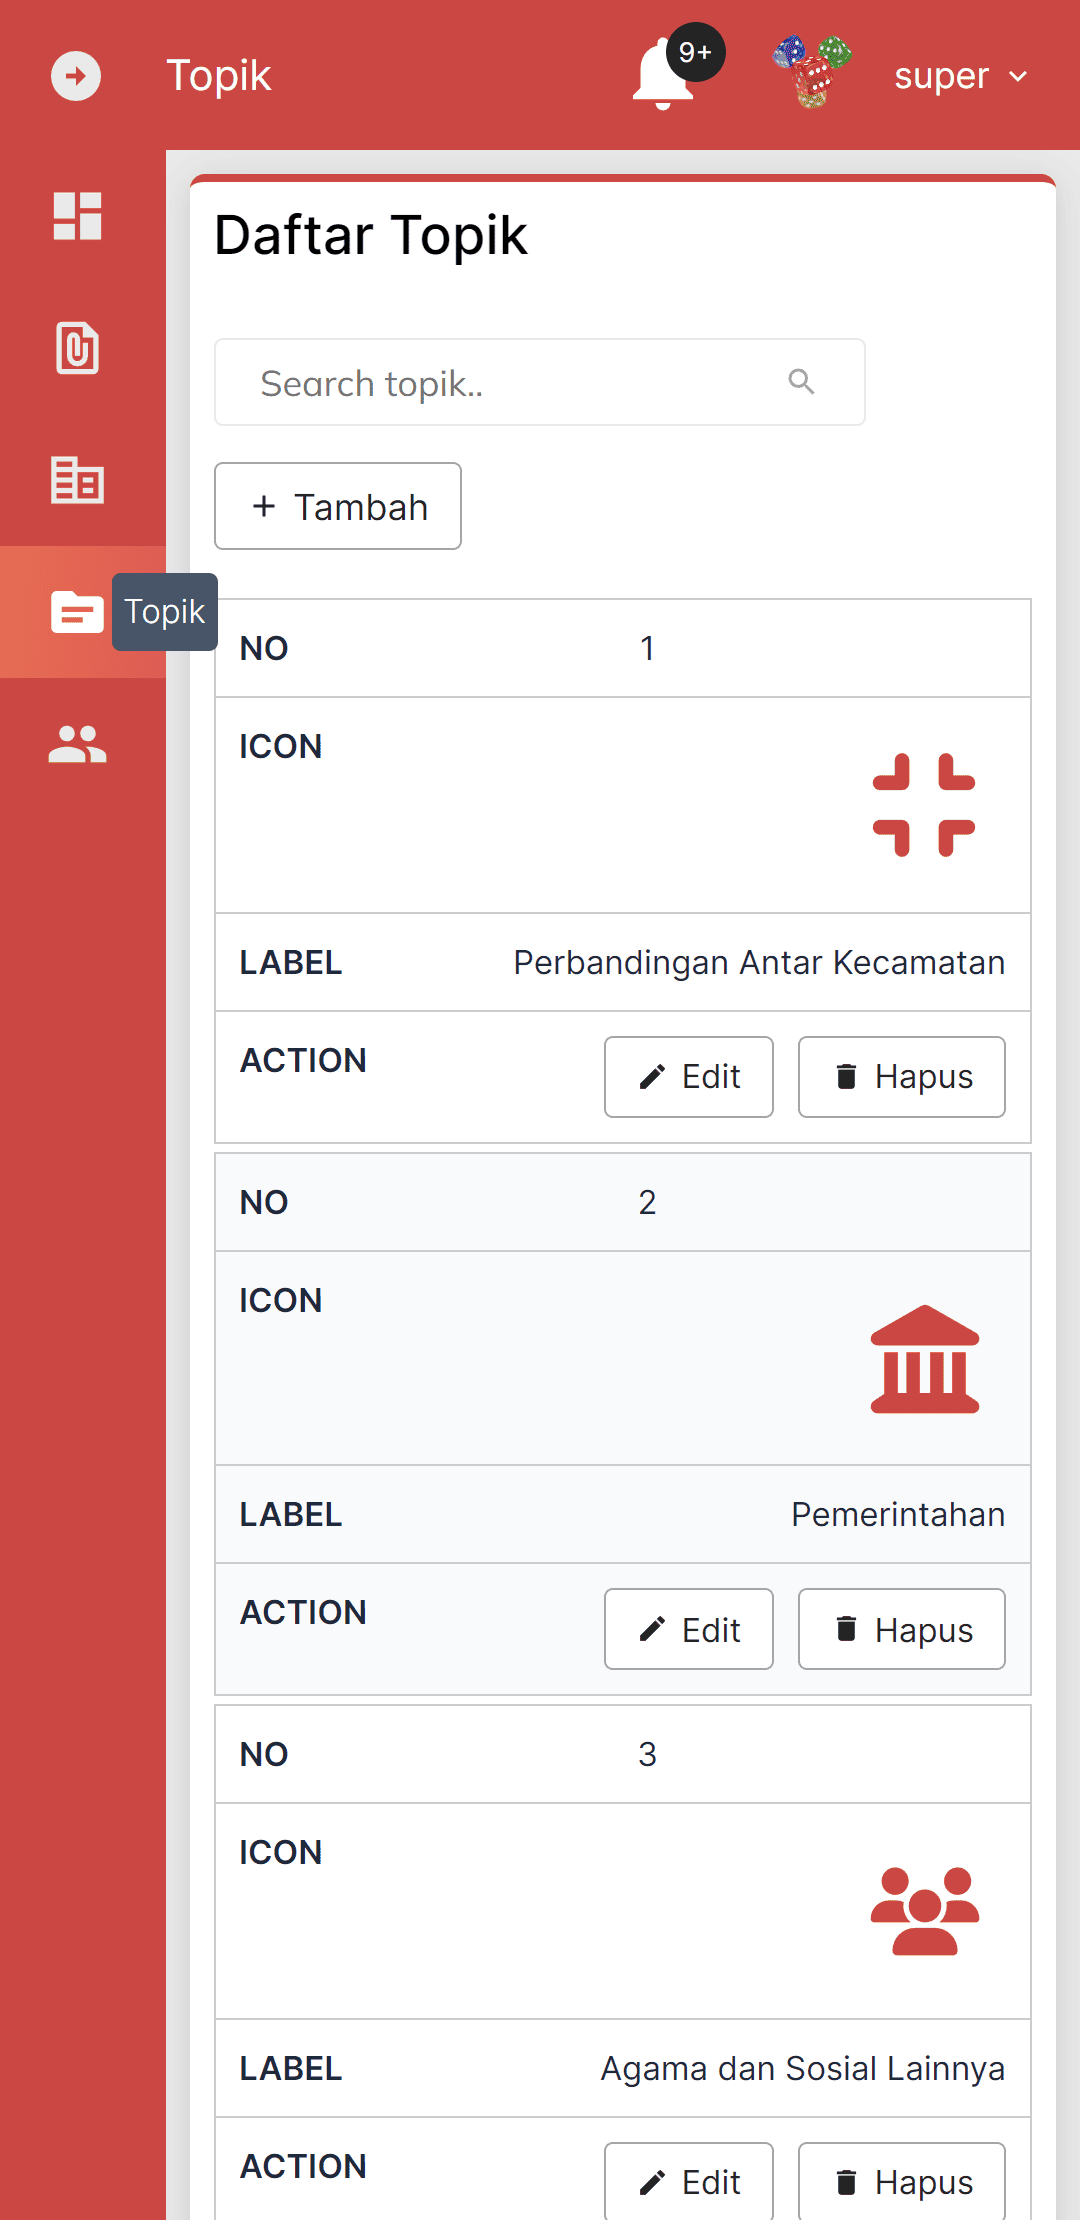 Topik
9+
super
Daftar Topik
Search topik..
+ Tambah
Topik
NO 1
ICON
LABEL Perbandingan Antar Kecamatan
ACTION Edit Hapus
NO 2
ICON
LABEL Pemerintahan
ACTION Edit Hapus
NO 3
ICON
LABEL Agama dan Sosial Lainnya
ACTION Edit Hapus